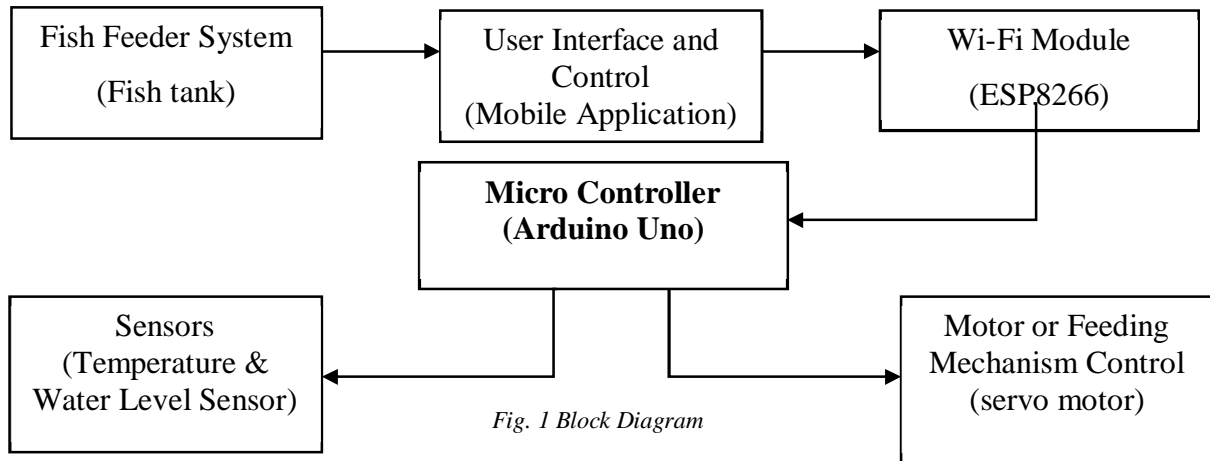 Fish Feeder System
(Fish tank)
User Interface and
Control
(Mobile Application)
Wi-Fi Module
(ESP8266)
Micro Controller
(Arduino Uno)
Sensors
(Temperature &
Water Level Sensor)
Motor or Feeding
Mechanism Control
(servo motor)
Fig. 1 Block Diagram